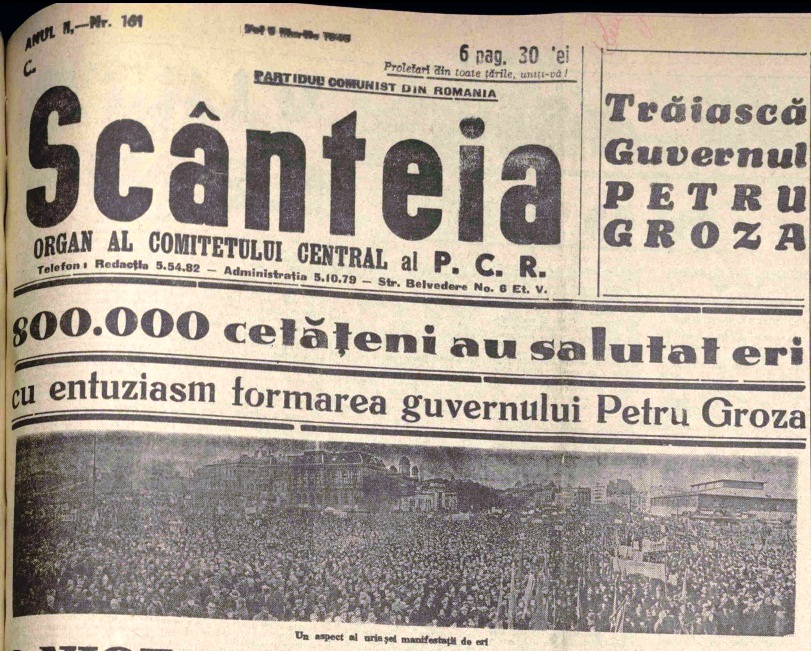 ANUL II,—Nr. 161
6 pag. 30 lei
C.
Proletari din toate țările, uniți-vă!
PARTIDUL COMUNIST DIN ROMANIA
Scânteia
ORGAN AL COMITETULUI CENTRAL al P. C. R.
Telefon: Redacția 5.54.82 — Administratia 5.10.79 — Str. Belvedere No. 6 Et. V.
Trăiască
Guvernul
PETRU
GROZA
800.000 cetățeni au salutat eri
cu entuziasm formarea guvernului Petru Groza
Un aspect al uriașei manifestații de eri